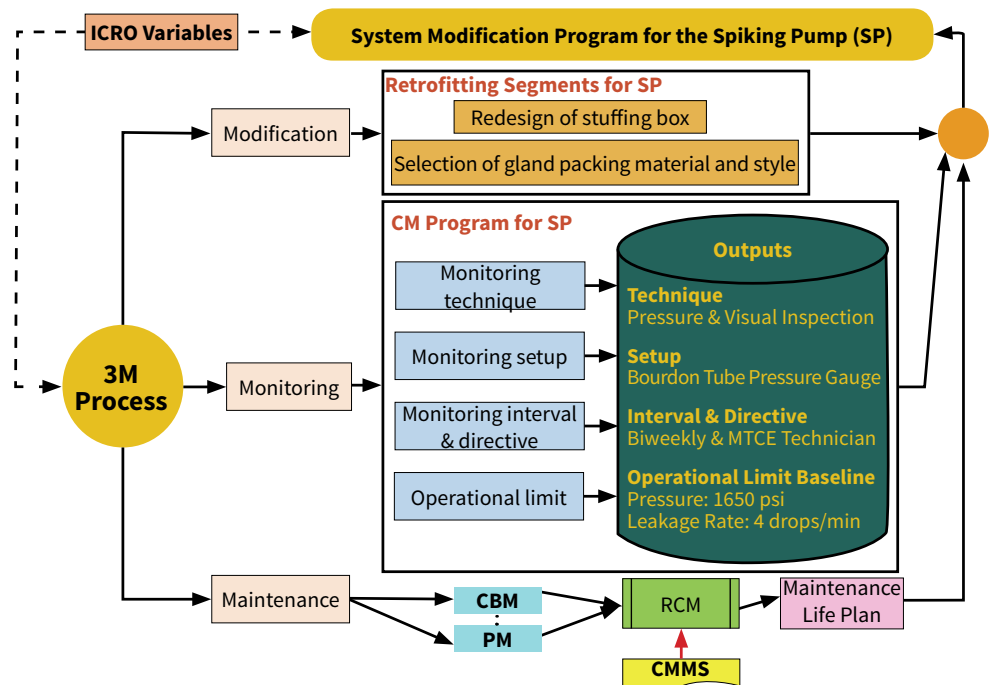 ICRO Variables
System Modification Program for the Spiking Pump (SP)
Retrofitting Segments for SP
Redesign of stuffing box
Modification
Selection of gland packing material and style
CM Program for SP
Outputs
Monitoring
technique
Technique
Pressure & Visual Inspection
Monitoring setup
Setup
Bourdon Tube Pressure Gauge
3M
Process
Monitoring
Monitoring interval
& directive
Interval & Directive
Biweekly & MTCE Technician
Operational limit
Operational Limit Baseline
Pressure: 1650 psi
Leakage Rate: 4 drops/min
Maintenance
CBM
PM
RCM
Maintenance
Life Plan
CMMS